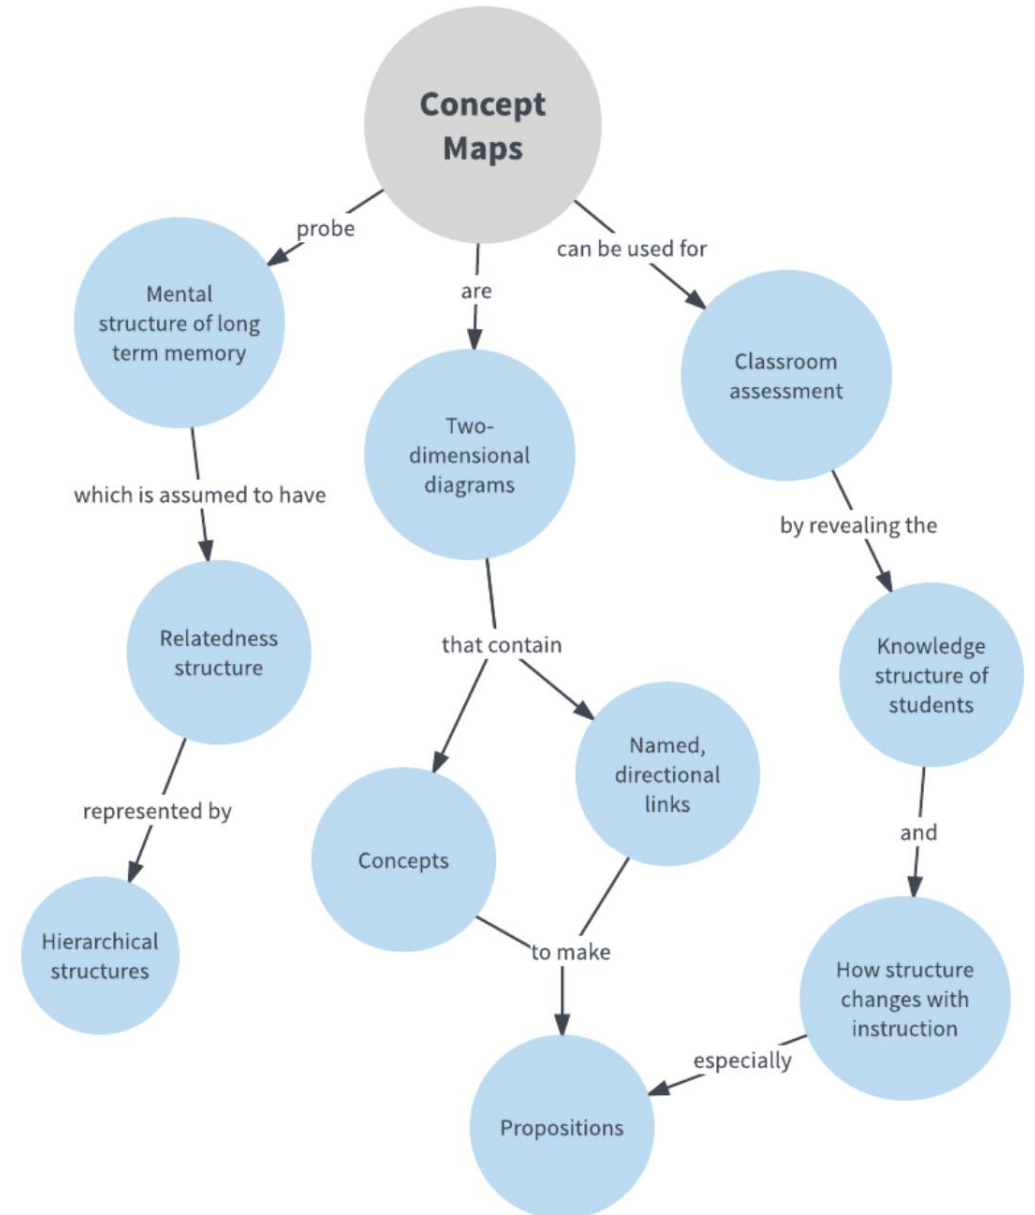 Concept
Maps
probe
are
can be used for
Mental
structure of long
term memory
Two-
dimensional
diagrams
Classroom
assessment
which is assumed to have
that contain
by revealing the
Relatedness
structure
Named,
directional
links
Knowledge
structure of
students
represented by
Concepts
and
Hierarchical
structures
to make
How structure
changes with
instruction
especially
Propositions